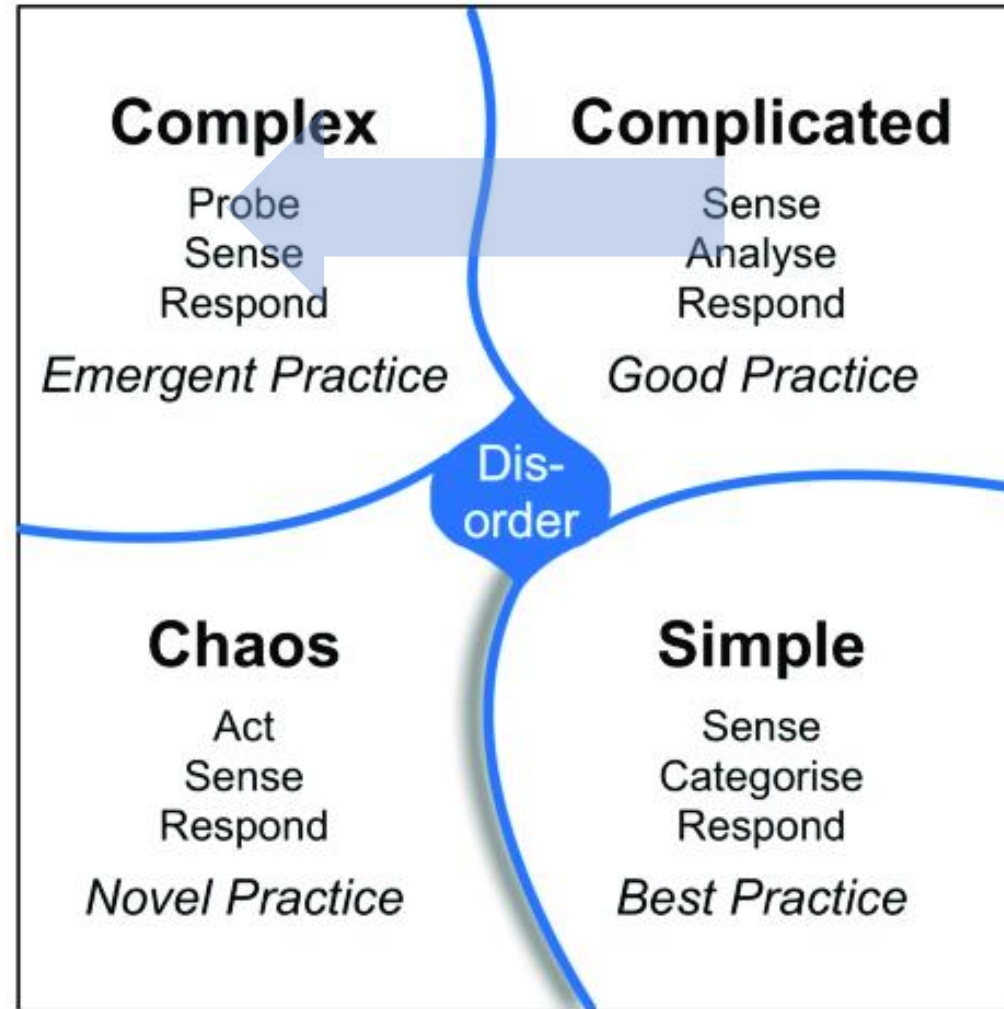 Complex
Probe
Sense
Respond
Emergent Practice
Complicated
Sense
Analyse
Respond
Good Practice
Dis-
order
Chaos
Act
Sense
Respond
Novel Practice
Simple
Sense
Categorise
Respond
Best Practice